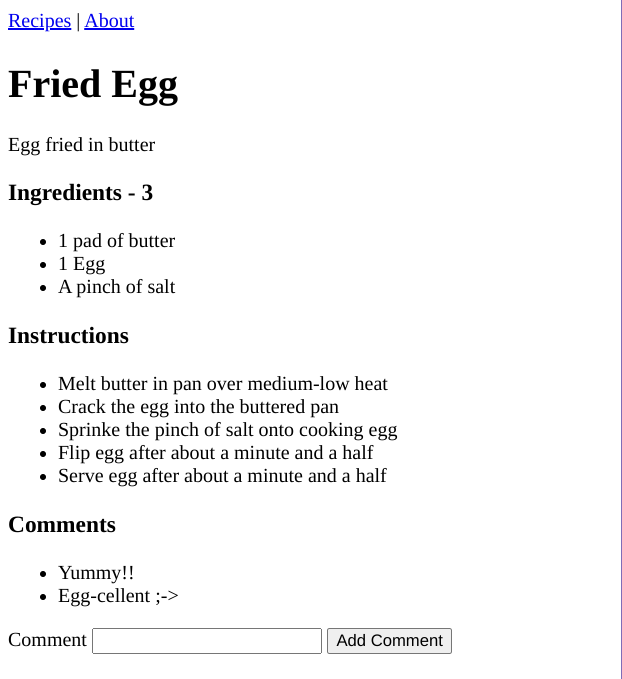 Recipes | About
Fried Egg
Egg fried in butter
Ingredients - 3
1 pad of butter
1 Egg
A pinch of salt
Instructions
Melt butter in pan over medium-low heat
Crack the egg into the buttered pan
Sprinke the pinch of salt onto cooking egg
Flip egg after about a minute and a half
Serve egg after about a minute and a half
Comments
Yummy!!
Egg-cellent ;->
Comment Add Comment